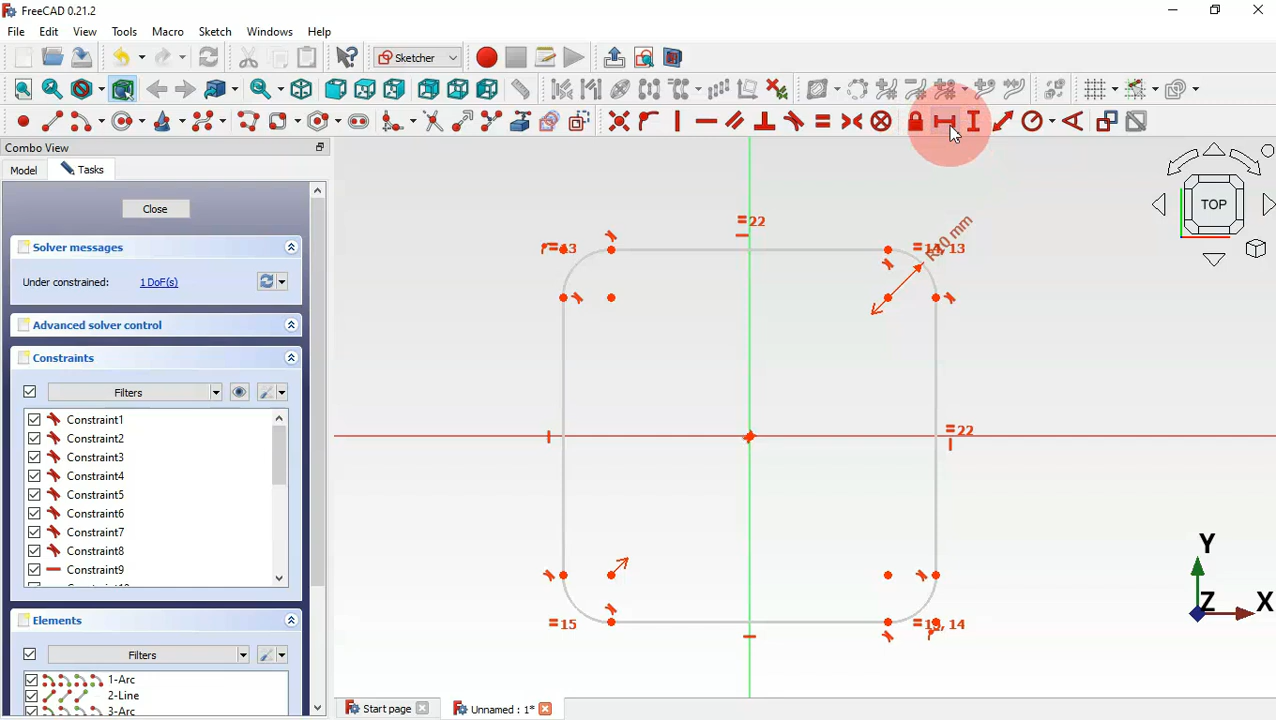 FreeCAD 0.21.2
File Edit View Tools Macro Sketch Windows Help
Sketcher
Combo View
Model Tasks
Close
Solver messages
Under constrained: 1 DoF(s)
Advanced solver control
Constraints
Filters
Constraint1
Constraint2
Constraint3
Constraint4
Constraint5
Constraint6
Constraint7
Constraint8
Constraint9
Elements
Filters
1-Arc
2-Line
3-Arc
=22
=13
mm
=22
=15
TOP
Y
Z X
Start page Unnamed : 1*